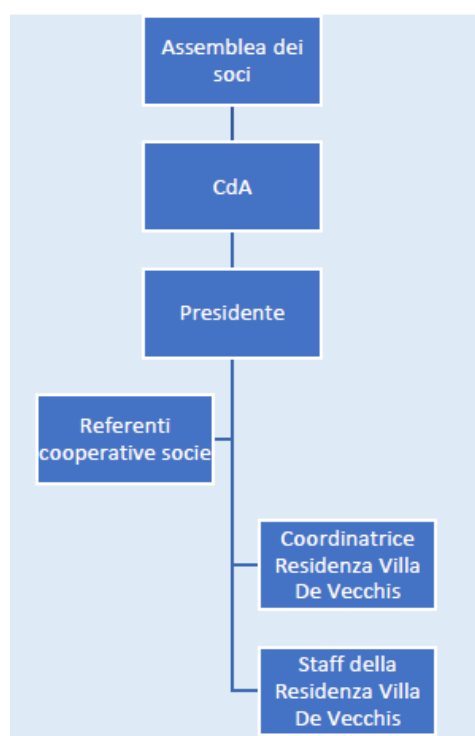 Assemblea dei
soci
CdA
Presidente
Referenti
cooperative socie
Coordinatrice
Residenza Villa
De Vecchis
Staff della
Residenza Villa
De Vecchis